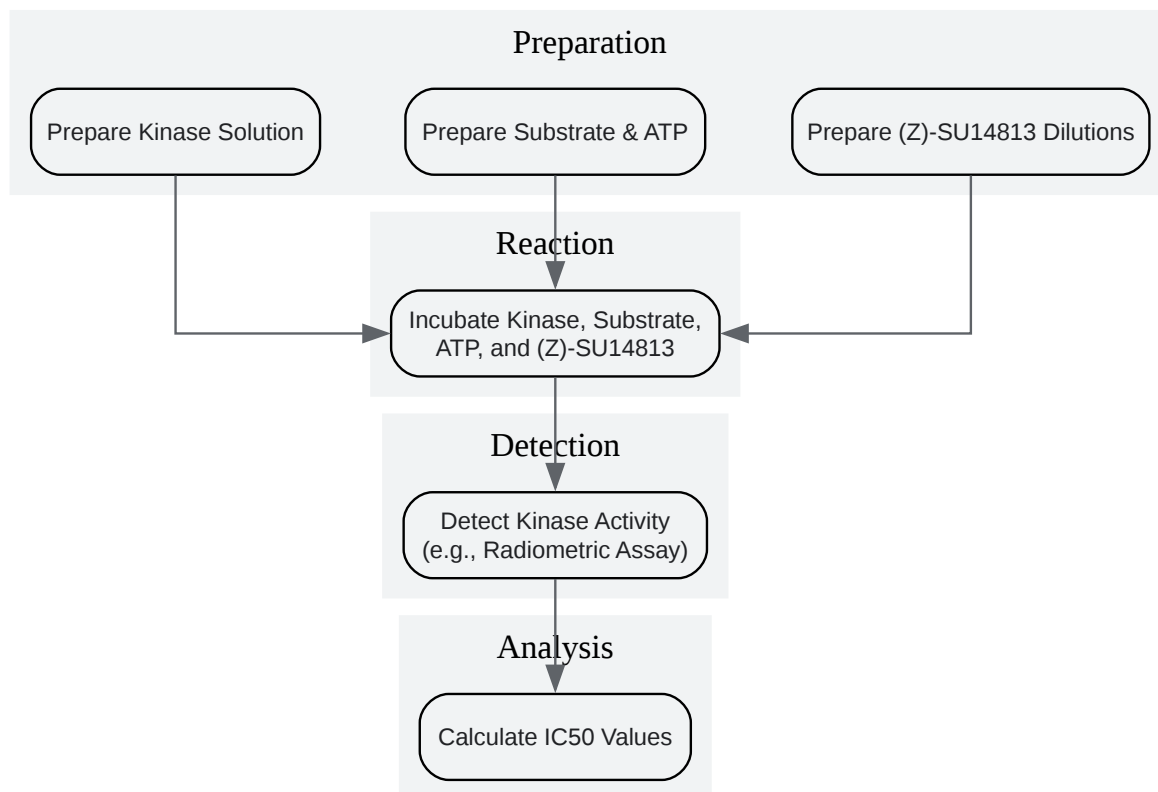 Preparation
Prepare Kinase Solution
Prepare Substrate & ATP
Prepare (Z)-SU14813 Dilutions
Reaction
Incubate Kinase, Substrate,
ATP, and (Z)-SU14813
Detection
Detect Kinase Activity
(e.g., Radiometric Assay)
Analysis
Calculate IC50 Values